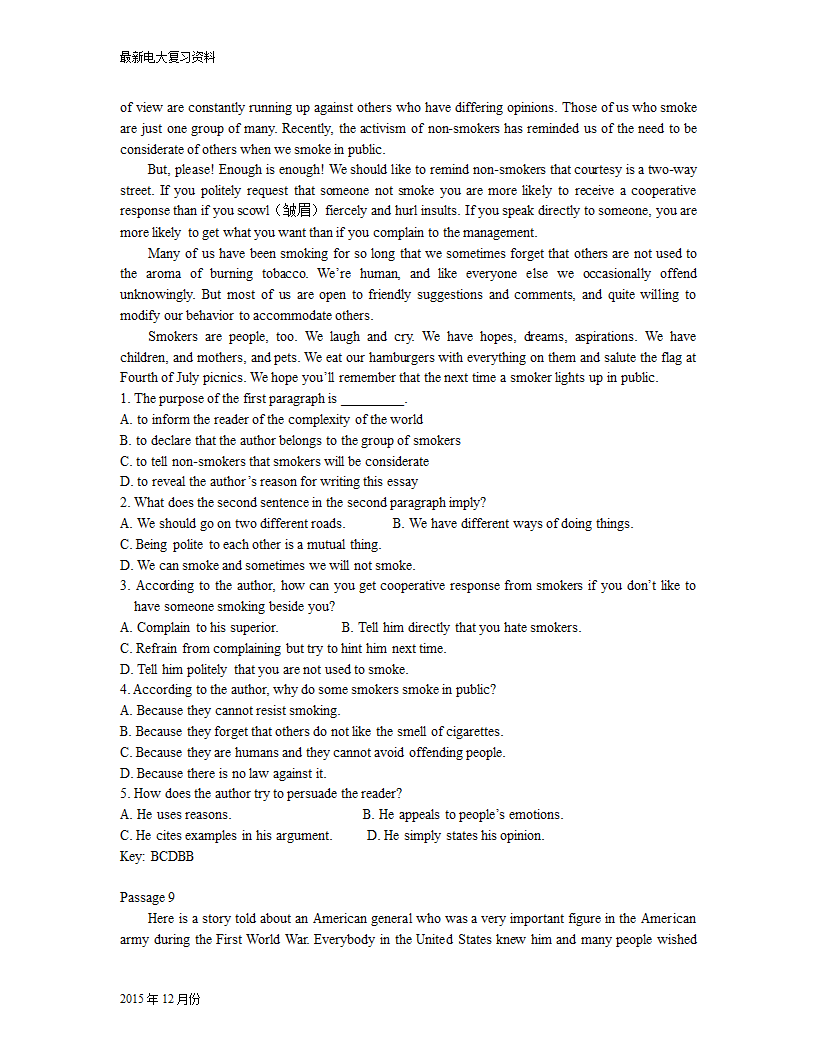 最新电大复习资料
of view are constantly running up against others who have differing opinions. Those of us who smoke
are just one group of many. Recently, the activism of non-smokers has reminded us of the need to be
considerate of others when we smoke in public.
But, please! Enough is enough! We should like to remind non-smokers that courtesy is a two-way
street. If you politely request that someone not smoke you are more likely to receive a cooperative
response than if you scowl（皱眉）fiercely and hurl insults. If you speak directly to someone, you are
more likely to get what you want than if you complain to the management.
Many of us have been smoking for so long that we sometimes forget that others are not used to
the aroma of burning tobacco. We're human, and like everyone else we occasionally offend
unknowingly. But most of us are open to friendly suggestions and comments, and quite willing to
modify our behavior to accommodate others.
Smokers are people, too. We laugh and cry. We have hopes, dreams, aspirations. We have
children, and mothers, and pets. We eat our hamburgers with everything on them and salute the flag at
Fourth of July picnics. We hope you'll remember that the next time a smoker lights up in public.
1. The purpose of the first paragraph is _________.
A. to inform the reader of the complexity of the world
B. to declare that the author belongs to the group of smokers
C. to tell non-smokers that smokers will be considerate
D. to reveal the author's reason for writing this essay
2. What does the second sentence in the second paragraph imply?
A. We should go on two different roads. B. We have different ways of doing things.
C. Being polite to each other is a mutual thing.
D. We can smoke and sometimes we will not smoke.
3. According to the author, how can you get cooperative response from smokers if you don't like to
have someone smoking beside you?
A. Complain to his superior. B. Tell him directly that you hate smokers.
C. Refrain from complaining but try to hint him next time.
D. Tell him politely that you are not used to smoke.
4. According to the author, why do some smokers smoke in public?
A. Because they cannot resist smoking.
B. Because they forget that others do not like the smell of cigarettes.
C. Because they are humans and they cannot avoid offending people.
D. Because there is no law against it.
5. How does the author try to persuade the reader?
A. He uses reasons. B. He appeals to people's emotions.
C. He cites examples in his argument. D. He simply states his opinion.
Key: BCDBB
Passage 9
Here is a story told about an American general who was a very important figure in the American
army during the First World War. Everybody in the United States knew him and many people wished
2015 年 12 月份